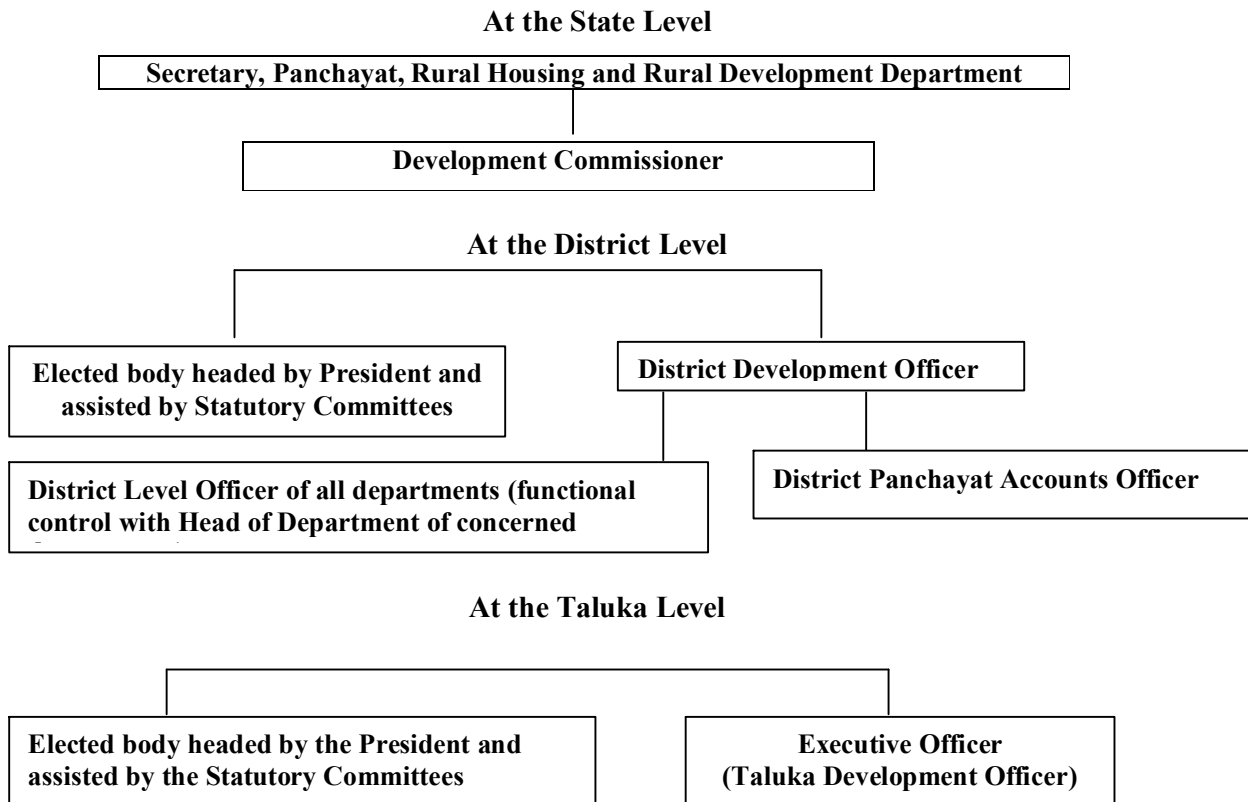 At the State Level
Secretary, Panchayat, Rural Housing and Rural Development Department
Development Commissioner
At the District Level
Elected body headed by President and
assisted by Statutory Committees
District Development Officer
District Level Officer of all departments (functional
control with Head of Department of concerned
District Panchayat Accounts Officer
At the Taluka Level
Elected body headed by the President and
assisted by the Statutory Committees
Executive Officer
(Taluka Development Officer)